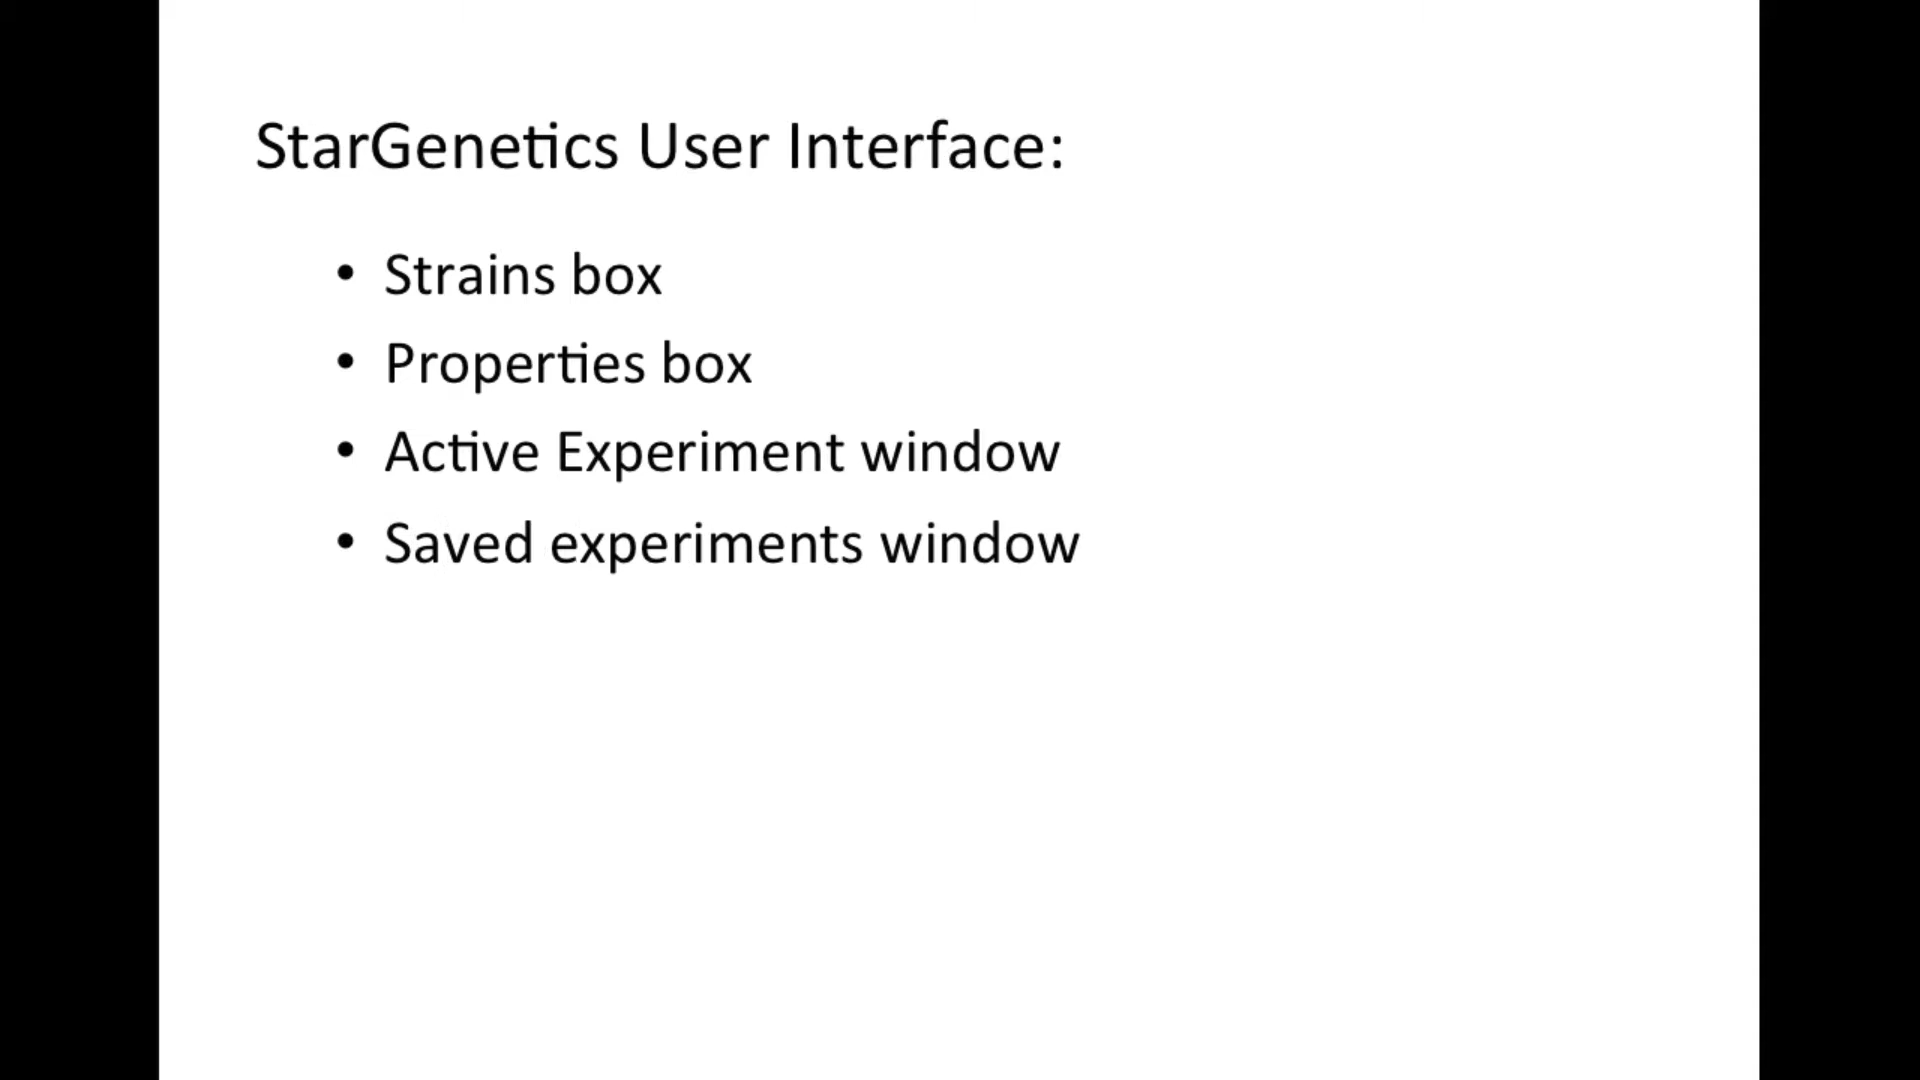 StarGenetics User Interface:
• Strains box
• Properties box
• Active Experiment window
• Saved experiments window